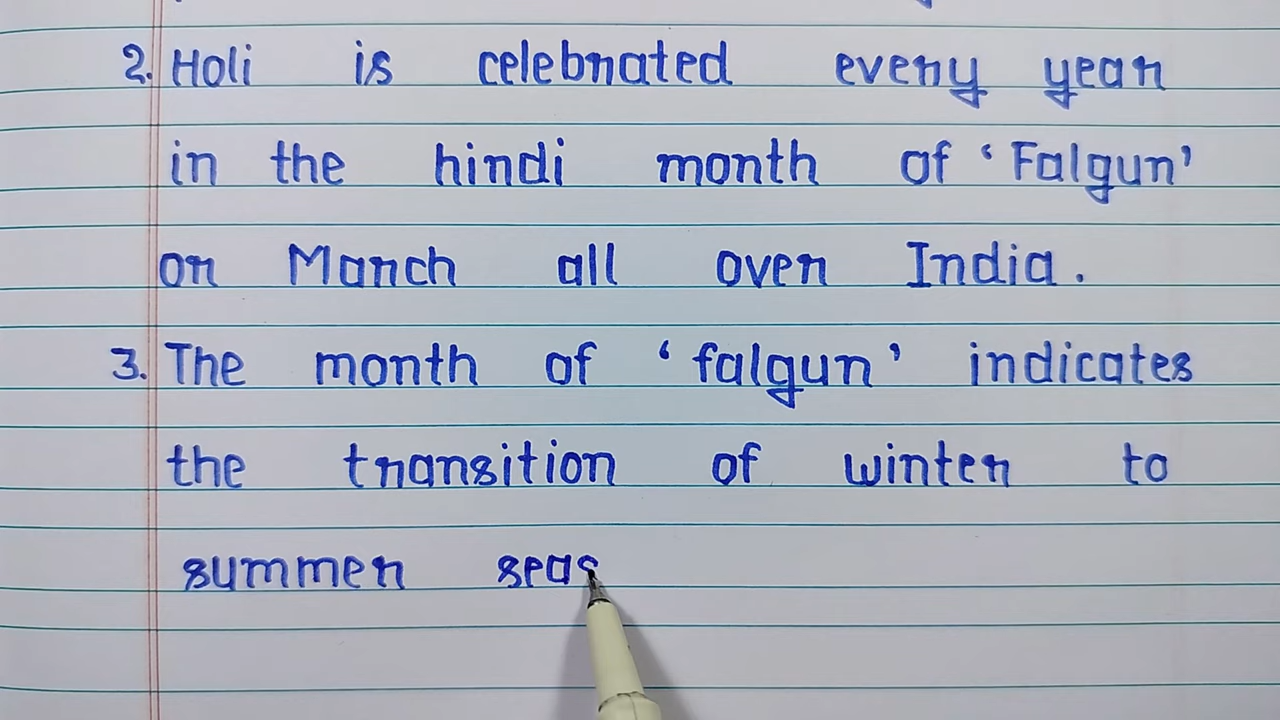 2. Holi is celebrated every year
in the hindi month of ‘Falgun’
or March all over India.
3. The month of ‘falgun’ indicates
the transition of winter to
summer seas